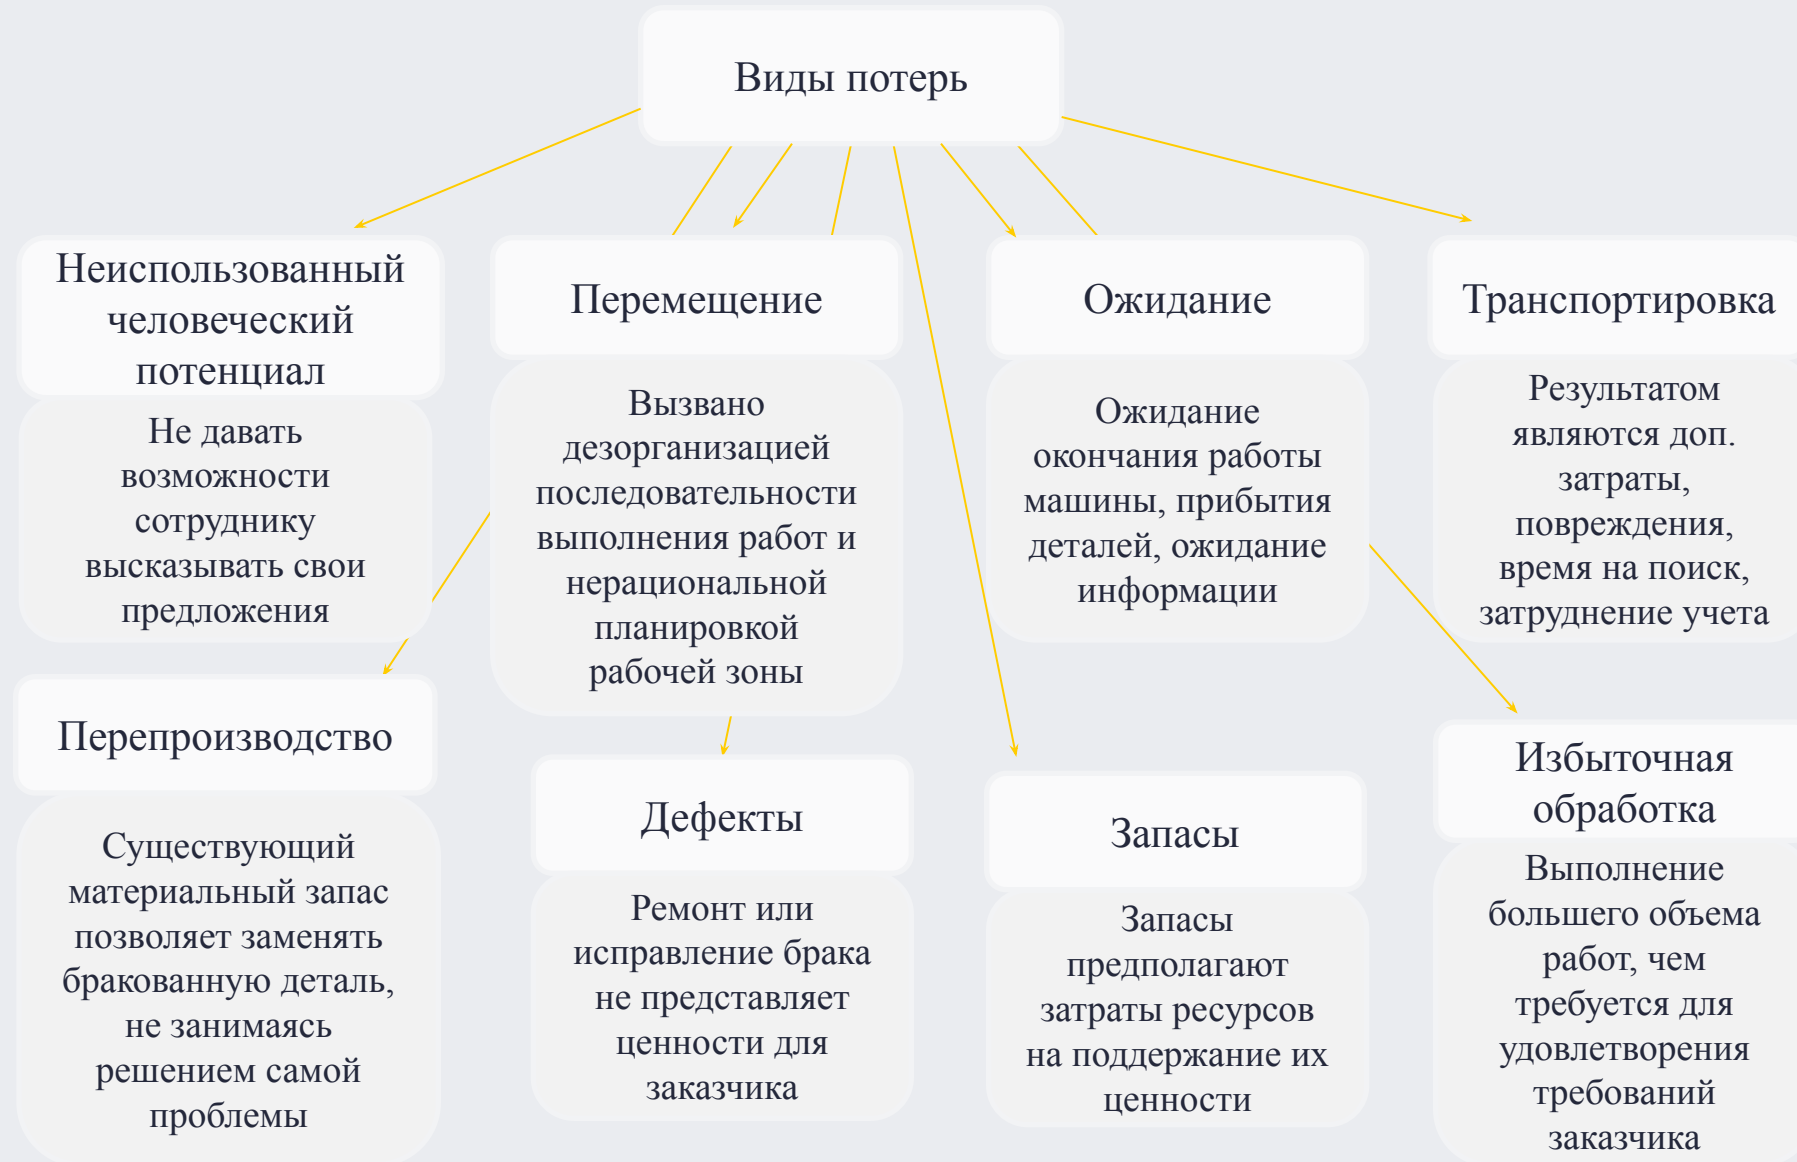 Виды потерь
Неиспользованный
человеческий
потенциал
Не давать
возможности
сотруднику
высказывать свои
предложения
Перемещение
Вызвано
дезорганизацией
последовательности
выполнения работ и
нерациональной
планировкой
рабочей зоны
Ожидание
Ожидание
окончания работы
машины, прибытия
деталей, ожидание
информации
Транспортировка
Результатом
являются доп.
затраты,
повреждения,
время на поиск,
затруднение учета
Перепроизводство
Существующий
материальный запас
позволяет заменять
бракованную деталь,
не занимаясь
решением самой
проблемы
Дефекты
Ремонт или
исправление брака
не представляет
ценности для
заказчика
Запасы
Запасы
предполагают
затраты ресурсов
на поддержание их
ценности
Избыточная
обработка
Выполнение
большего объема
работ, чем
требуется для
удовлетворения
требований
заказчика